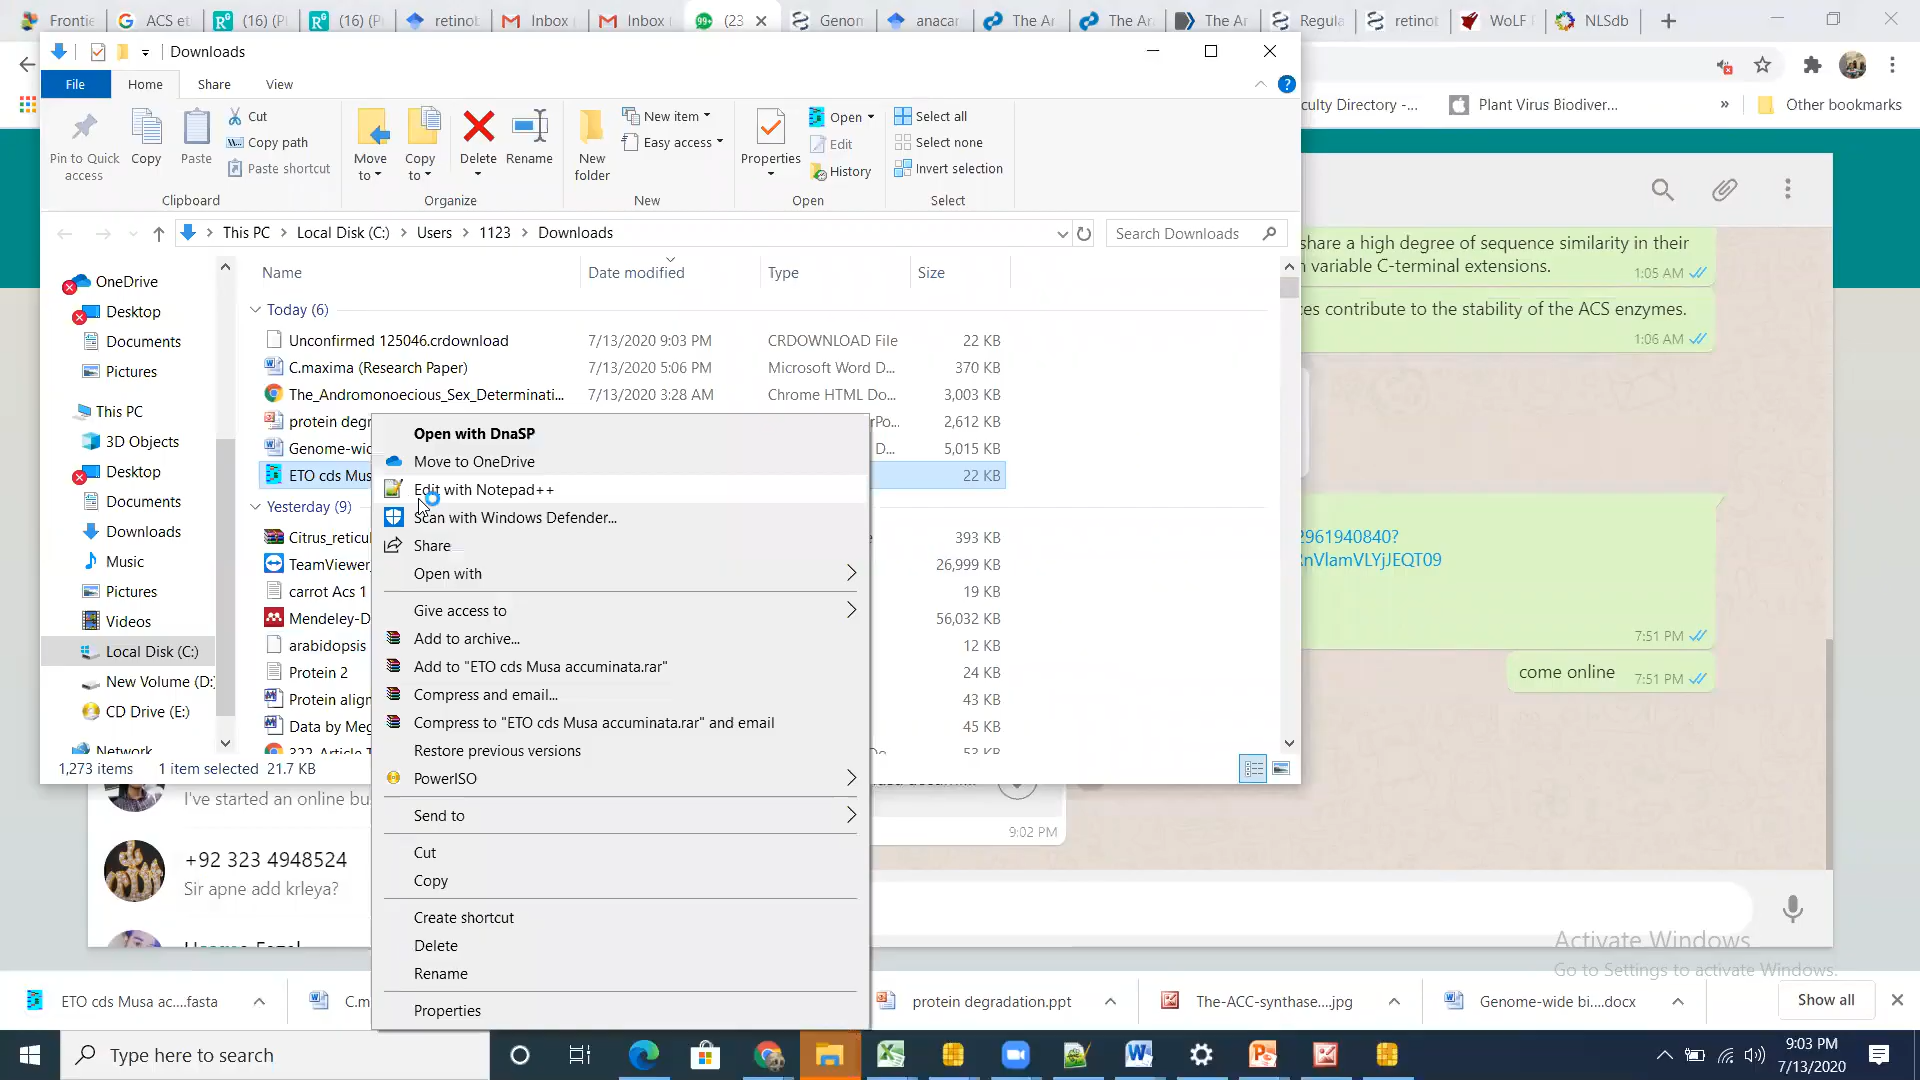 Frontie
ACS et
(16) (P
(16) (P
retinob
Inbox
Inbox
99+
(23
Genom
anacar
The Ar
The Ar
The Ar
Regula
retinob
WoLF
NLSdb
Downloads
File
Home
Share
View
Pin to Quick access
Copy
Paste
Cut
Copy path
Paste shortcut
Move to
Copy to
Delete
Rename
New folder
New item
Easy access
Properties
Open
Edit
History
Select all
Select none
Invert selection
Clipboard
Organize
New
Open
Select
culty Directory -...
Plant Virus Biodiver...
»
Other bookmarks
This PC
Local Disk (C:)
Users
1123
Downloads
Search Downloads
Name
Date modified
Type
Size
OneDrive
Desktop
Documents
Pictures
This PC
3D Objects
Desktop
Documents
Downloads
Music
Pictures
Videos
Local Disk (C:)
New Volume (D:)
CD Drive (E:)
Network
Today (6)
Unconfirmed 125046.crdownload 7/13/2020 9:03 PM CRDOWNLOAD File 22 KB
C.maxima (Research Paper) 7/13/2020 5:06 PM Microsoft Word D... 370 KB
The_Andromonoecious_Sex_Determinati... 7/13/2020 3:28 AM Chrome HTML Do... 3,003 KB
protein degr rPo... 2,612 KB
Genome-wid D... 5,015 KB
ETO cds Mus 22 KB
Yesterday (9)
Citrus_reticul e 393 KB
TeamViewer_ 26,999 KB
carrot Acs 1 19 KB
Mendeley-D 56,032 KB
arabidopsis 12 KB
Protein 2 24 KB
Protein align 43 KB
Data by Meg 45 KB
322-Article T 53 KB
1,273 items 1 item selected 21.7 KB
Open with DnaSP
Move to OneDrive
Edit with Notepad++
Scan with Windows Defender...
Share
Open with
Give access to
Add to archive...
Add to "ETO cds Musa accuminata.rar"
Compress and email...
Compress to "ETO cds Musa accuminata.rar" and email
Restore previous versions
PowerISO
Send to
Cut
Copy
Create shortcut
Delete
Rename
Properties
share a high degree of sequence similarity in their
variable C-terminal extensions.
1:05 AM
es contribute to the stability of the ACS enzymes.
1:06 AM
2961940840?
nVlamVLYjJEQT09
7:51 PM
come online 7:51 PM
9:02 PM
I've started an online bu
+92 323 4948524
Sir apne add krleya?
Activate Windows
Go to Settings to activate Windows.
ETO cds Musa ac....fasta
C.m
protein degradation.ppt
The-ACC-synthase....jpg
Genome-wide bi....docx
Show all
Type here to search
9:03 PM
7/13/2020